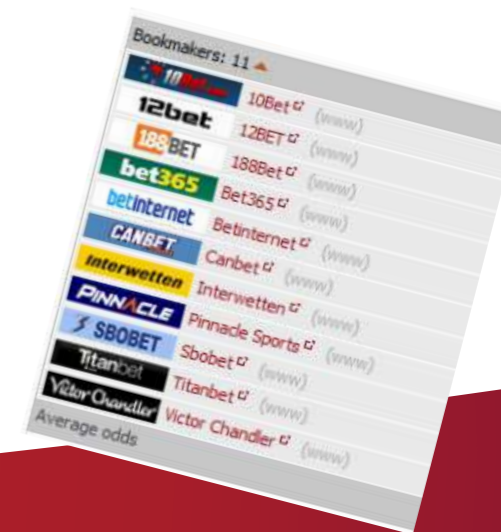 Bookmakers: 11
10Bet.com 10Bet (www)
12bet 12BET (www)
188BET 188Bet (www)
bet365 Bet365 (www)
betinternet Betinternet (www)
CANBET Canbet (www)
Interwetten Interwetten (www)
PINNACLE Pinnacle Sports (www)
SBOBET Sbobet (www)
Titanbet Titanbet (www)
Victor Chandler Victor Chandler (www)
Average odds